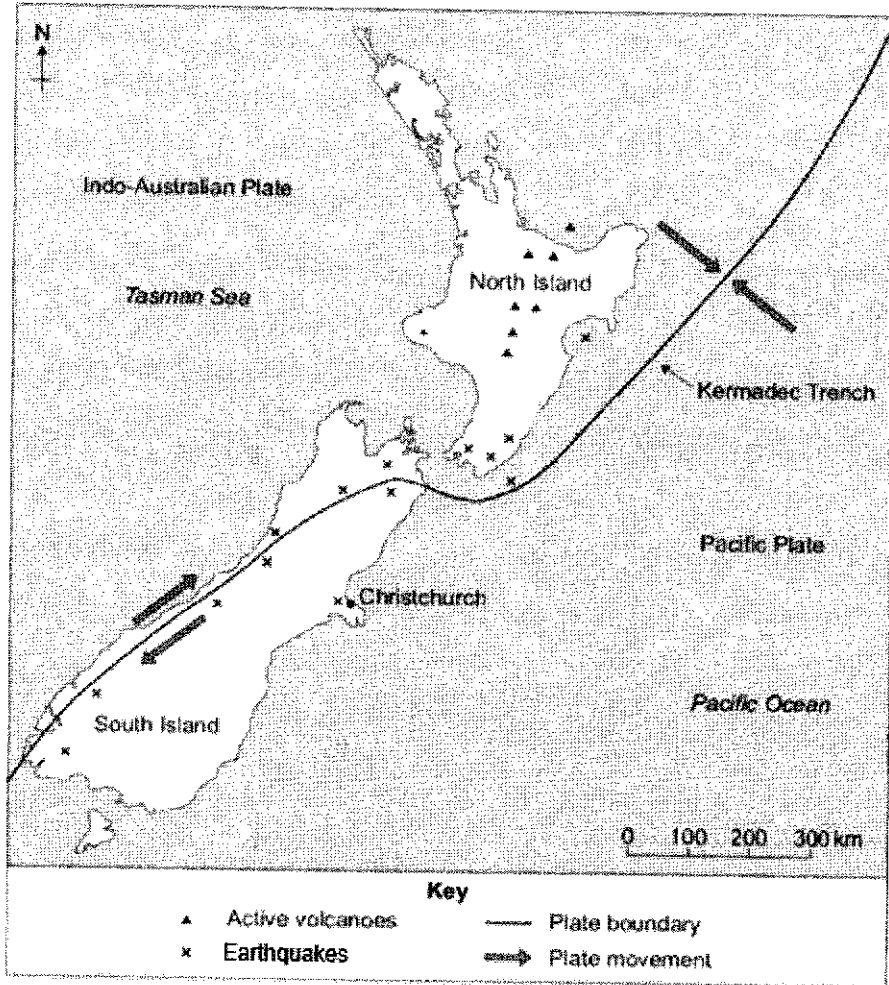 N
Indo-Australian Plate
Tasman Sea
North Island
Kermadec Trench
Pacific Plate
Christchurch
Pacific Ocean
South Island
0 100 200 300 km
Key
Active volcanoes
Plate boundary
Earthquakes
Plate movement